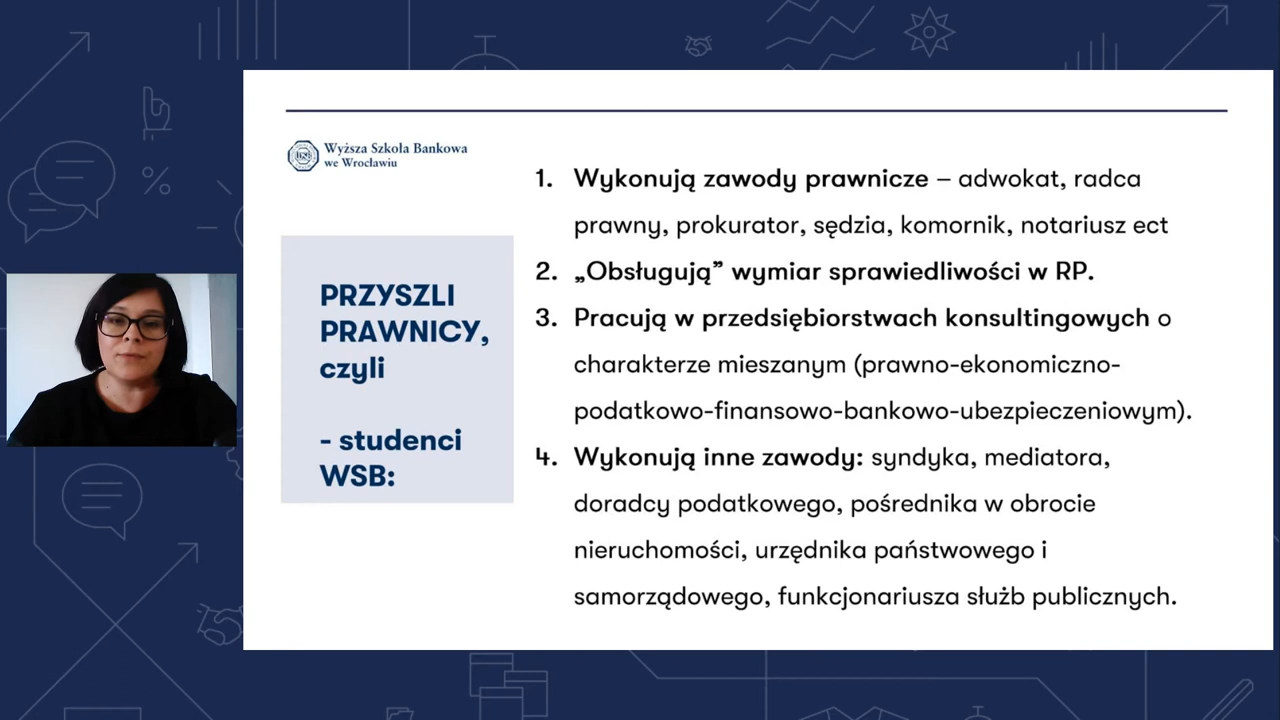 Wyższa Szkoła Bankowa
we Wrocławiu
PRZYSZLI
PRAWNICY,
czyli
- studenci
WSB:
1. Wykonują zawody prawnicze – adwokat, radca
prawny, prokurator, sędzia, komornik, notariusz ect
2. „Obsługują” wymiar sprawiedliwości w RP.
3. Pracują w przedsiębiorstwach konsultingowych o
charakterze mieszanym (prawno-ekonomiczno-
podatkowo-finansowo-bankowo-ubezpieczeniowym).
4. Wykonują inne zawody: syndyka, mediatora,
doradcy podatkowego, pośrednika w obrocie
nieruchomości, urzędnika państwowego i
samorządowego, funkcjonariusza służb publicznych.